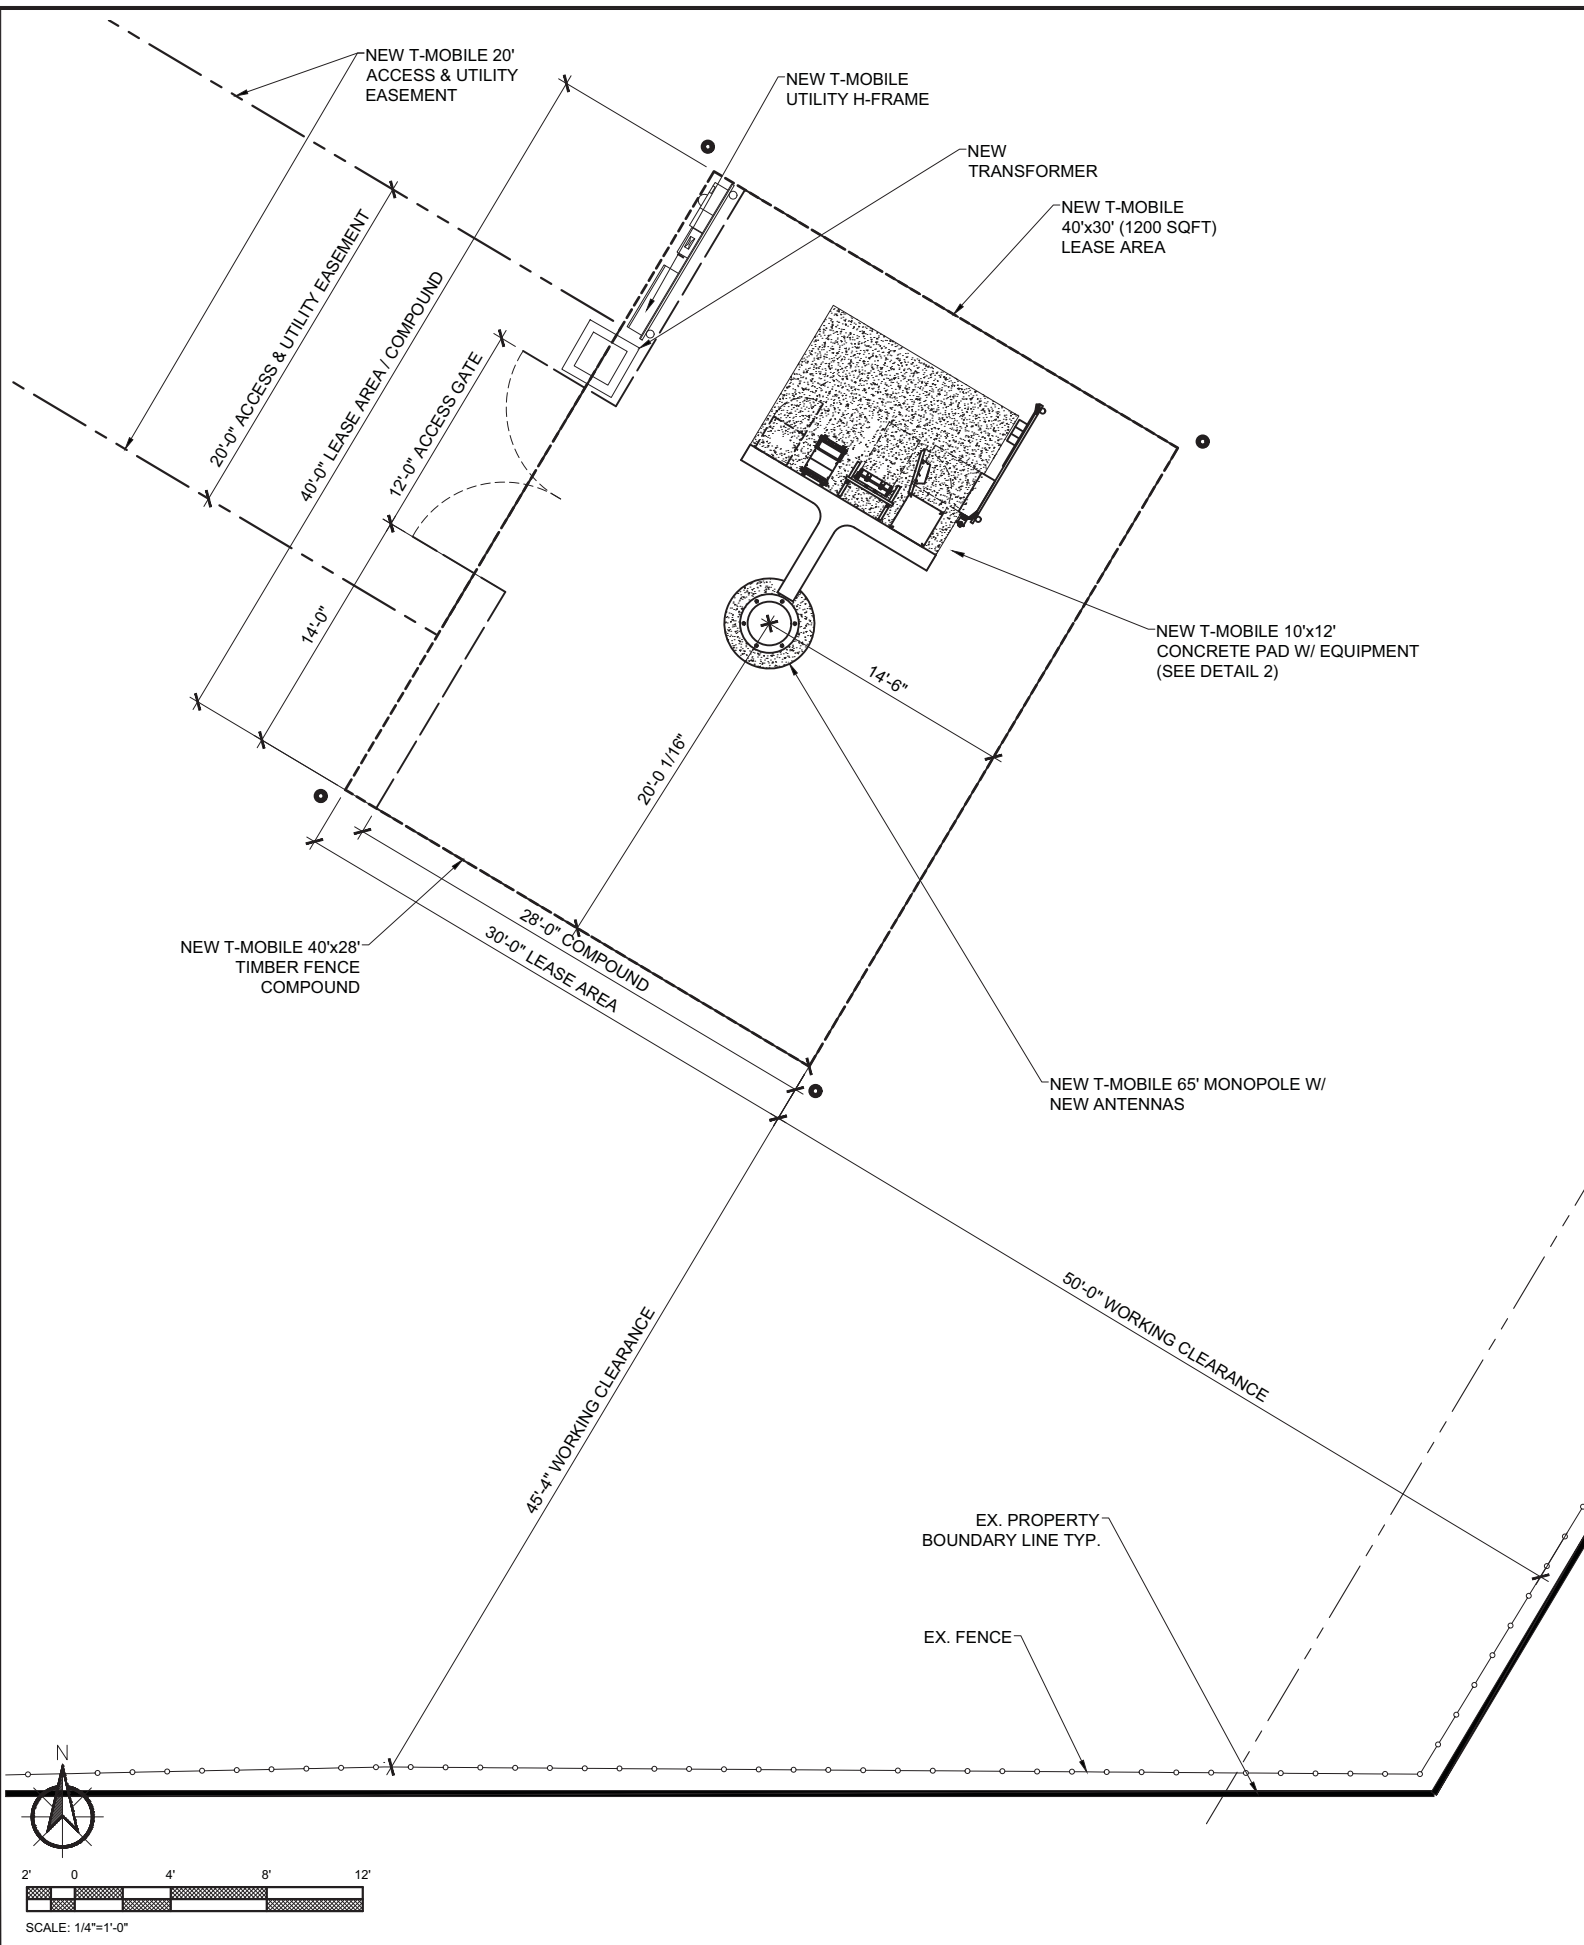 NEW T-MOBILE 20'
ACCESS & UTILITY
EASEMENT
NEW T-MOBILE
UTILITY H-FRAME
NEW
TRANSFORMER
NEW T-MOBILE
40'x30' (1200 SQFT)
LEASE AREA
20'-0" ACCESS & UTILITY EASEMENT
40'-0" LEASE AREA / COMPOUND
12'-0" ACCESS GATE
14'-0"
NEW T-MOBILE 10'x12'
CONCRETE PAD W/ EQUIPMENT
(SEE DETAIL 2)
14'-6"
20'-0 1/16"
28'-0" COMPOUND
30'-0" LEASE AREA
NEW T-MOBILE 40'x28'
TIMBER FENCE
COMPOUND
NEW T-MOBILE 65' MONOPOLE W/
NEW ANTENNAS
50'-0" WORKING CLEARANCE
45'-4" WORKING CLEARANCE
EX. PROPERTY
BOUNDARY LINE TYP.
EX. FENCE
N
2' 0 4' 8' 12'
SCALE: 1/4"=1'-0"